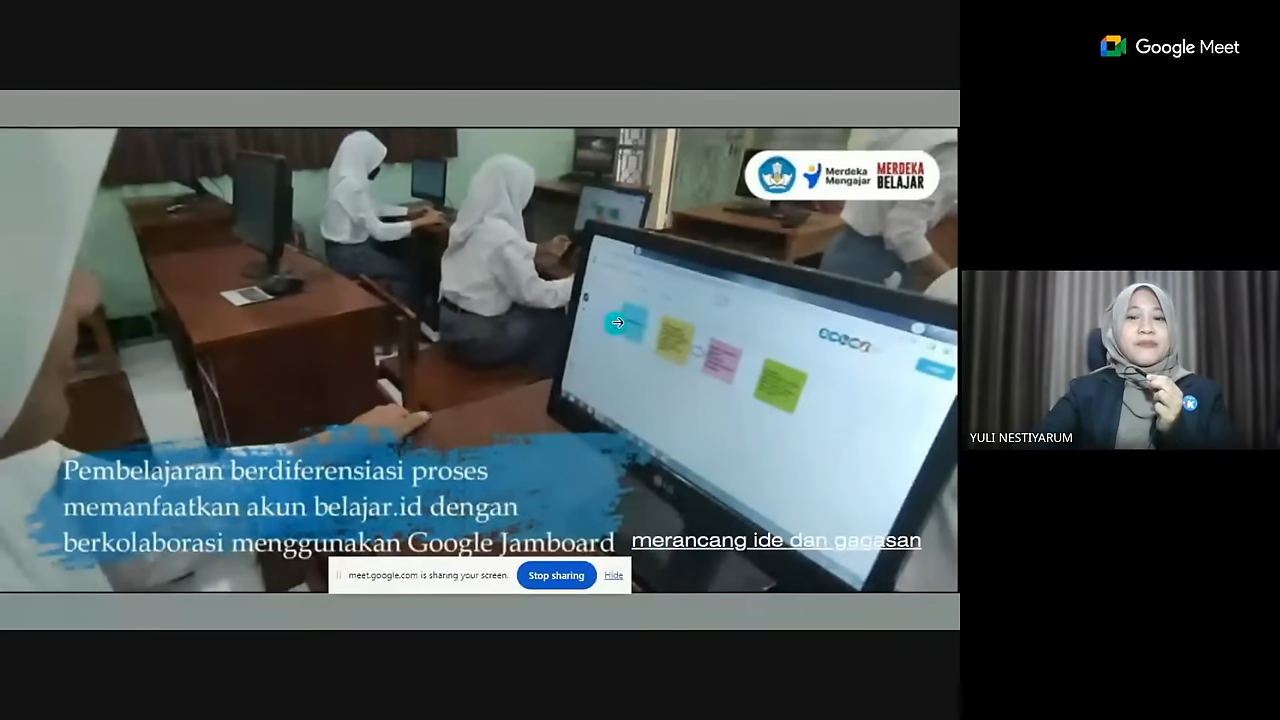 Google Meet
Merdeka
Mengajar
MERDEKA
BELAJAR
Pembelajaran berdiferensiasi proses
memanfaatkan akun belajar.id dengan
berkolaborasi menggunakan Google Jamboard
merancang ide dan gagasan
meet.google.com is sharing your screen.
Stop sharing
Hide
YULI NESTIYARUM
LG